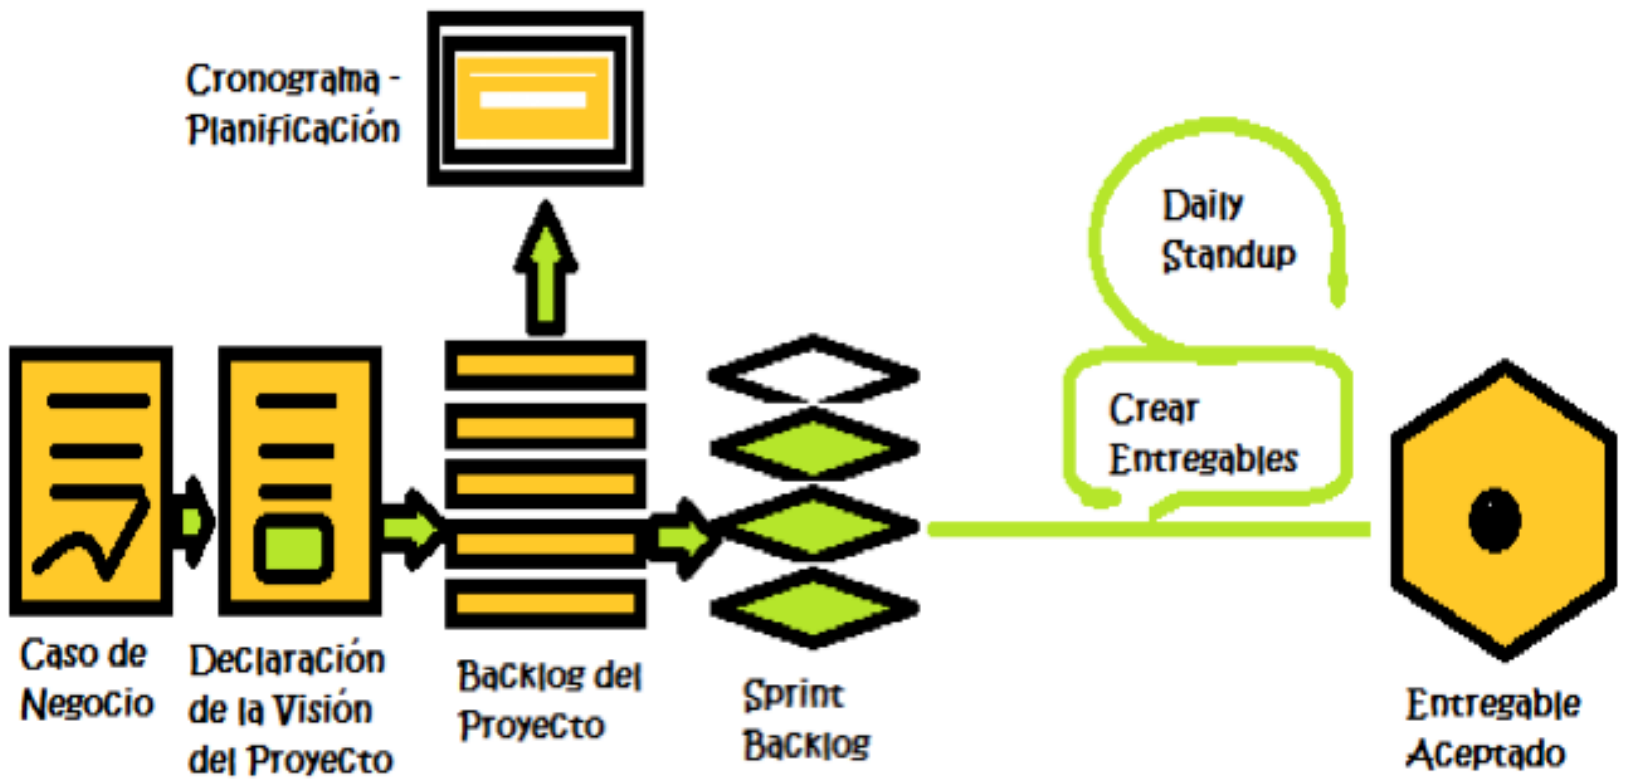 Cronograma -
Planificación
Daily
Standup
Crear
Entregables
Caso de
Negocio
Declaración
de la Visión
del Proyecto
Backlog del
Proyecto
Sprint
Backlog
Entregable
Aceptado